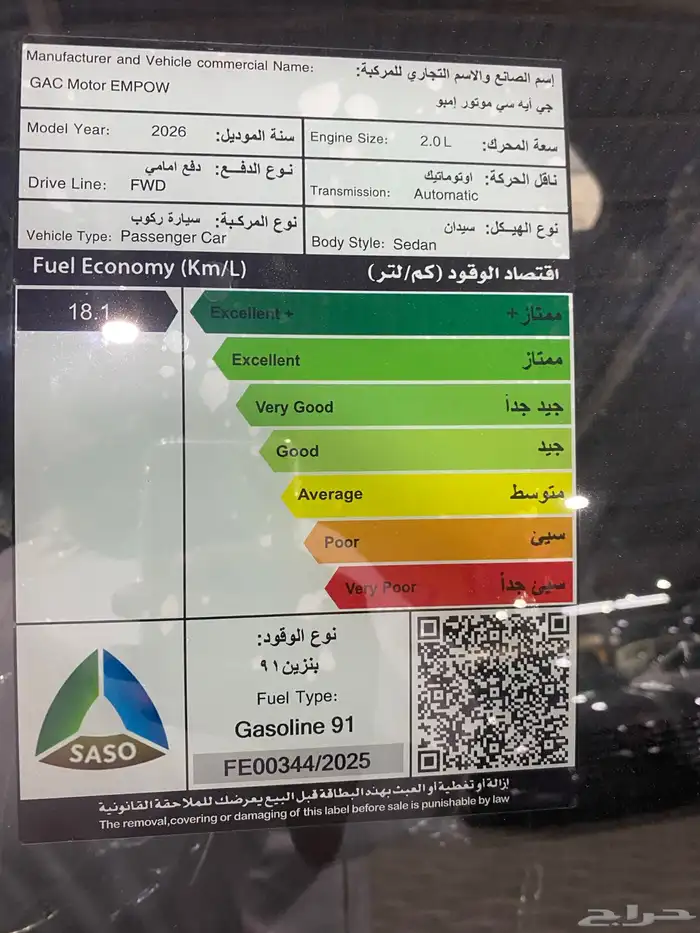 Manufacturer and Vehicle commercial Name:
إسم الصانع والاسم التجاري للمركبة:
GAC Motor EMPOW
جي أيه سي موتور إمبو
Model Year: 2026 سنة الموديل:
Engine Size: 2.0 L سعة المحرك:
نوع الدفع: دفع امامي
Drive Line: FWD
ناقل الحركة: اوتوماتيك
Transmission: Automatic
نوع المركبة: سيارة ركوب
Vehicle Type: Passenger Car
نوع الهيكل: سيدان
Body Style: Sedan
Fuel Economy (Km/L) اقتصاد الوقود (كم/لتر)
18.1
Excellent + ممتاز +
Excellent ممتاز
Very Good جيد جداً
Good جيد
Average متوسط
Poor سيئ
Very Poor سيئ جداً
SASO
نوع الوقود:
بنزين ٩١
Fuel Type:
Gasoline 91
FE00344/2025
إزالة أو تغطية أو العبث بهذه البطاقة قبل البيع يعرضك للملاحقة القانونية
The removal,covering or damaging of this label before sale is punishable by law
حراج